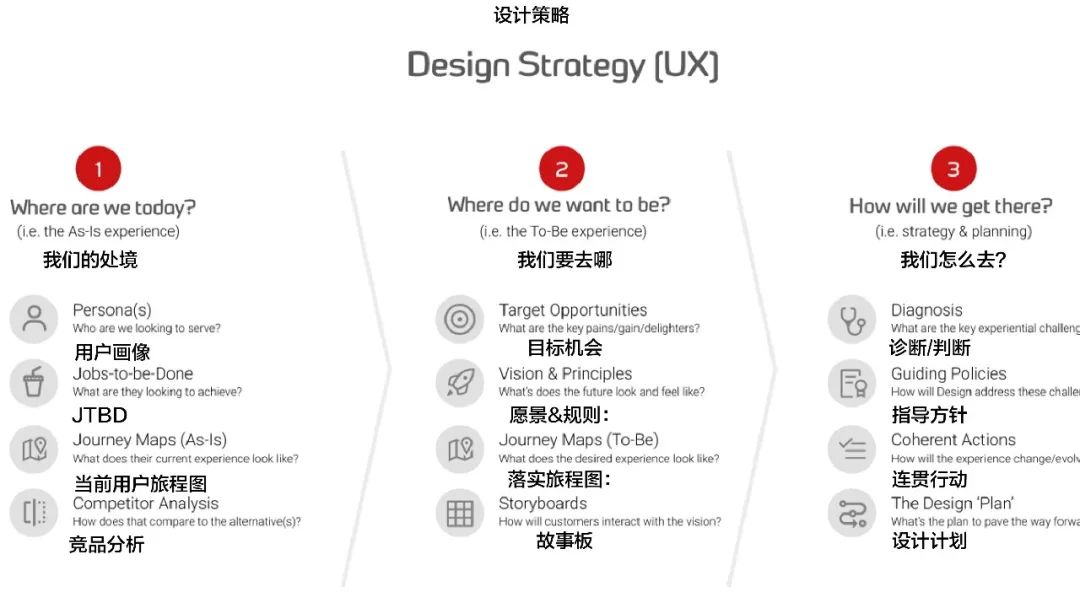 设计策略
Design Strategy (UX)
1
Where are we today?
(i.e. the As-Is experience)
我们的处境
Persona(s)
Who are we looking to serve?
用户画像
Jobs-to-be-Done
What are they looking to achieve?
JTBD
Journey Maps (As-Is)
What does their current experience look like?
当前用户旅程图
Competitor Analysis
How does that compare to the alternative(s)?
竞品分析
2
Where do we want to be?
(i.e. the To-Be experience)
我们要去哪
Target Opportunities
What are the key pains/gain/delighters?
目标机会
Vision & Principles
What's does the future look and feel like?
愿景&规则：
Journey Maps (To-Be)
What does the desired experience look like?
落实旅程图：
Storyboards
How will customers interact with the vision?
故事板
3
How will we get there?
(i.e. strategy & planning)
我们怎么去？
Diagnosis
What are the key experiential
诊断/判断
Guiding Policies
How will Design address these
指导方针
Coherent Actions
How will the experience
连贯行动
The Design ‘Plan’
What's the plan to pave the way
设计计划